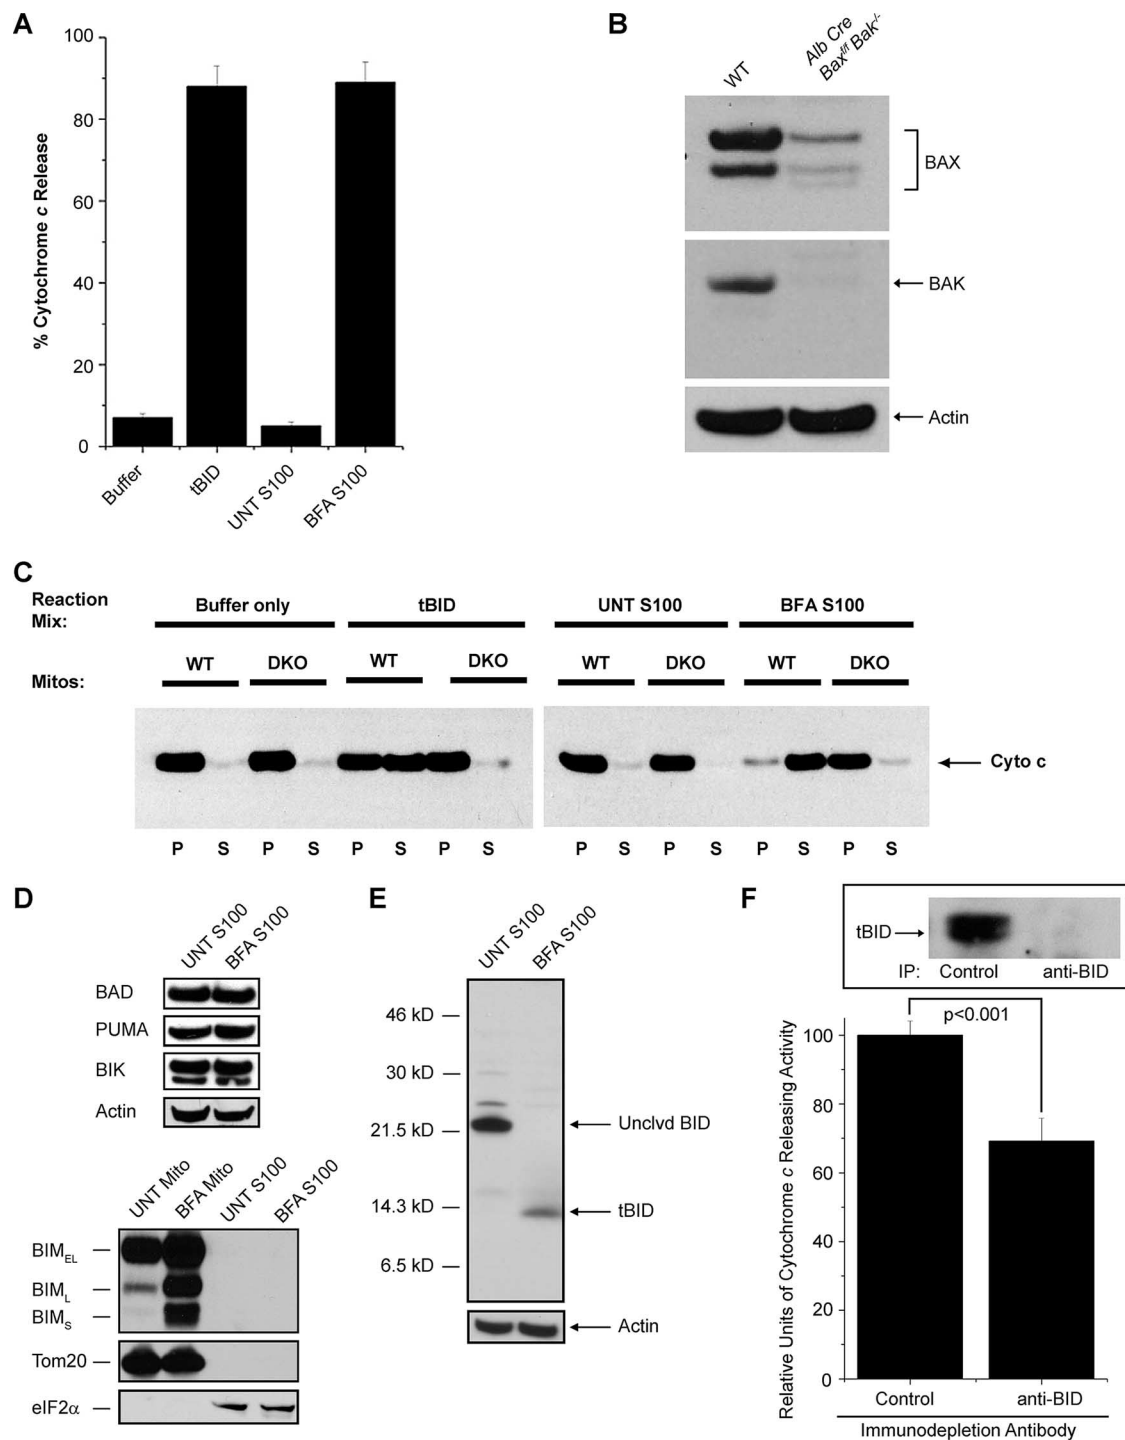 A
100
80
60
40
20
0
% Cytochrome c Release
Buffer
tBID
UNT S100
BFA S100
B
WT
Alb Cre
Bax^f/f Bak^-/-
BAX
BAK
Actin
C
Reaction Mix:
Buffer only
tBID
UNT S100
BFA S100
Mitos:
WT DKO WT DKO WT DKO WT DKO
Cyto c
P S P S P S P S P S P S P S P S
D
UNT S100
BFA S100
BAD
PUMA
BIK
Actin
UNT Mito
BFA Mito
UNT S100
BFA S100
BIM_EL
BIM_L
BIM_S
Tom20
eIF2α
E
UNT S100
BFA S100
46 kD
30 kD
21.5 kD
14.3 kD
6.5 kD
Unclvd BID
tBID
Actin
F
tBID
IP: Control anti-BID
p<0.001
100
80
60
40
20
0
Relative Units of Cytochrome c Releasing Activity
Control anti-BID
Immunodepletion Antibody